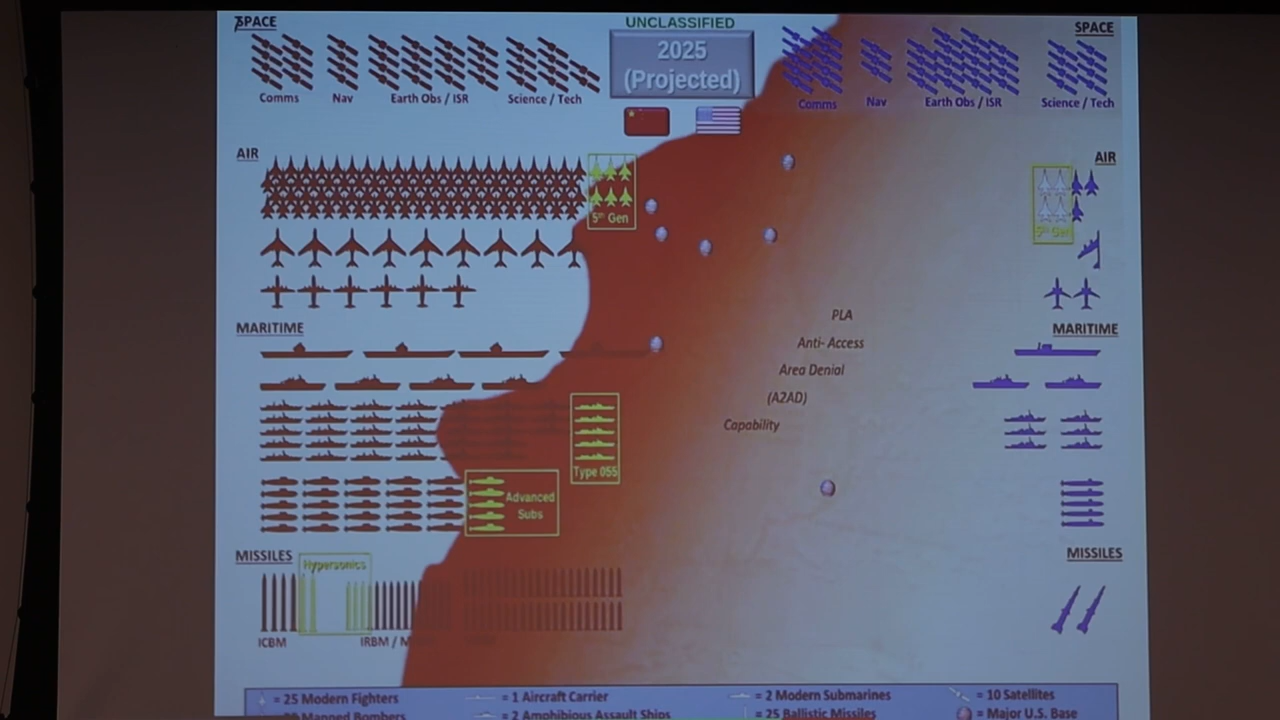 SPACE
UNCLASSIFIED
2025
(Projected)
SPACE
Comms
Nav
Earth Obs / ISR
Science / Tech
Comms
Nav
Earth Obs / ISR
Science / Tech
AIR
5th Gen
AIR
5th Gen
PLA
Anti- Access
Area Denial
(A2AD)
Capability
MARITIME
Type 055
Advanced
Subs
MARITIME
MISSILES
Hypersonics
ICBM
IRBM / M
MISSILES
= 25 Modern Fighters
= 1 Aircraft Carrier
= 2 Modern Submarines
= 10 Satellites
Manned Bombers
= 2 Amphibious Assault Ships
= 25 Ballistic Missiles
= Major U.S. Base